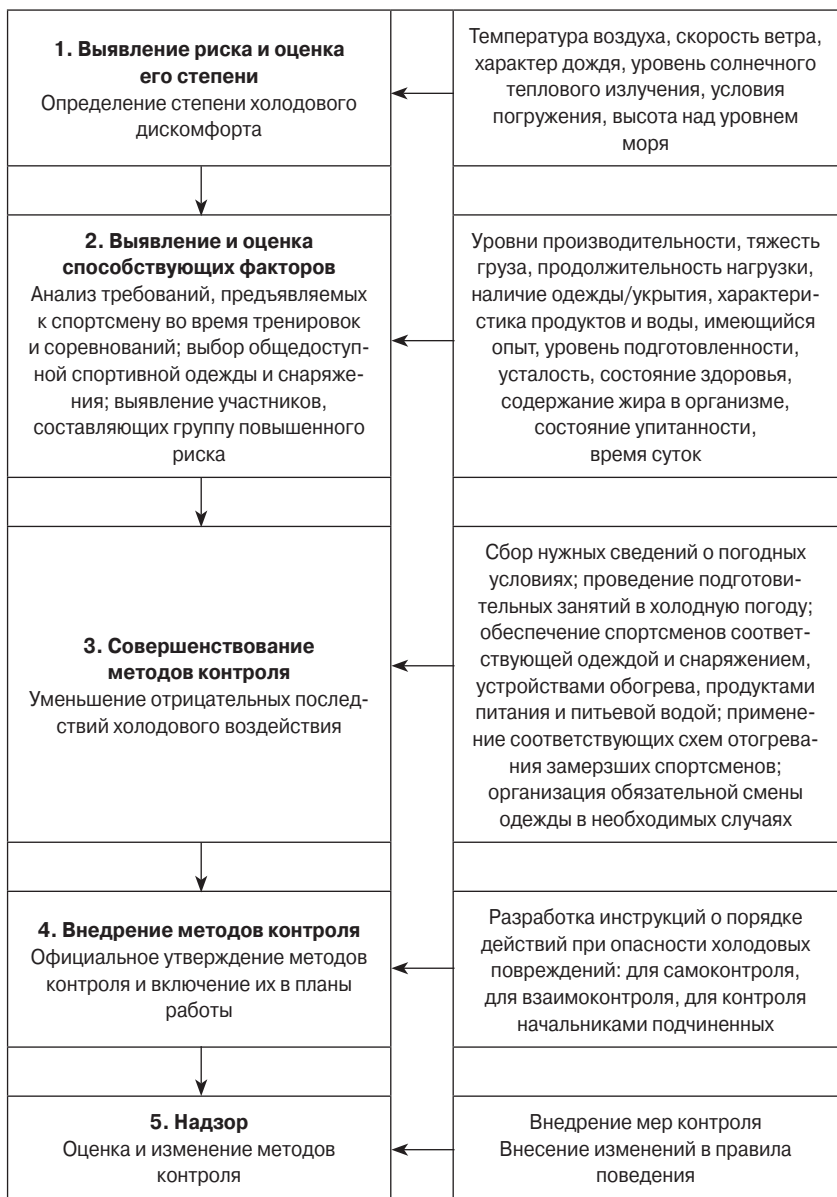 1. Выявление риска и оценка
его степени
Определение степени холодового
дискомфорта
Температура воздуха, скорость ветра,
характер дождя, уровень солнечного
теплового излучения, условия
погружения, высота над уровнем
моря
2. Выявление и оценка
способствующих факторов
Анализ требований, предъявляемых
к спортсмену во время тренировок
и соревнований; выбор общедоступ-
ной спортивной одежды и снаряже-
ния; выявление участников,
составляющих группу повышенного
риска
Уровни производительности, тяжесть
груза, продолжительность нагрузки,
наличие одежды/укрытия, характери-
стика продуктов и воды, имеющийся
опыт, уровень подготовленности,
усталость, состояние здоровья,
содержание жира в организме,
состояние упитанности,
время суток
3. Совершенствование
методов контроля
Уменьшение отрицательных послед-
ствий холодового воздействия
Сбор нужных сведений о погодных
условиях; проведение подготови-
тельных занятий в холодную погоду;
обеспечение спортсменов соответ-
ствующей одеждой и снаряжением,
устройствами обогрева, продуктами
питания и питьевой водой; примене-
ние соответствующих схем отогрева-
ния замерзших спортсменов;
организация обязательной смены
одежды в необходимых случаях
4. Внедрение методов контроля
Официальное утверждение методов
контроля и включение их в планы
работы
Разработка инструкций о порядке
действий при опасности холодовых
повреждений: для самоконтроля,
для взаимоконтроля, для контроля
начальниками подчиненных
5. Надзор
Оценка и изменение методов
контроля
Внедрение мер контроля
Внесение изменений в правила
поведения